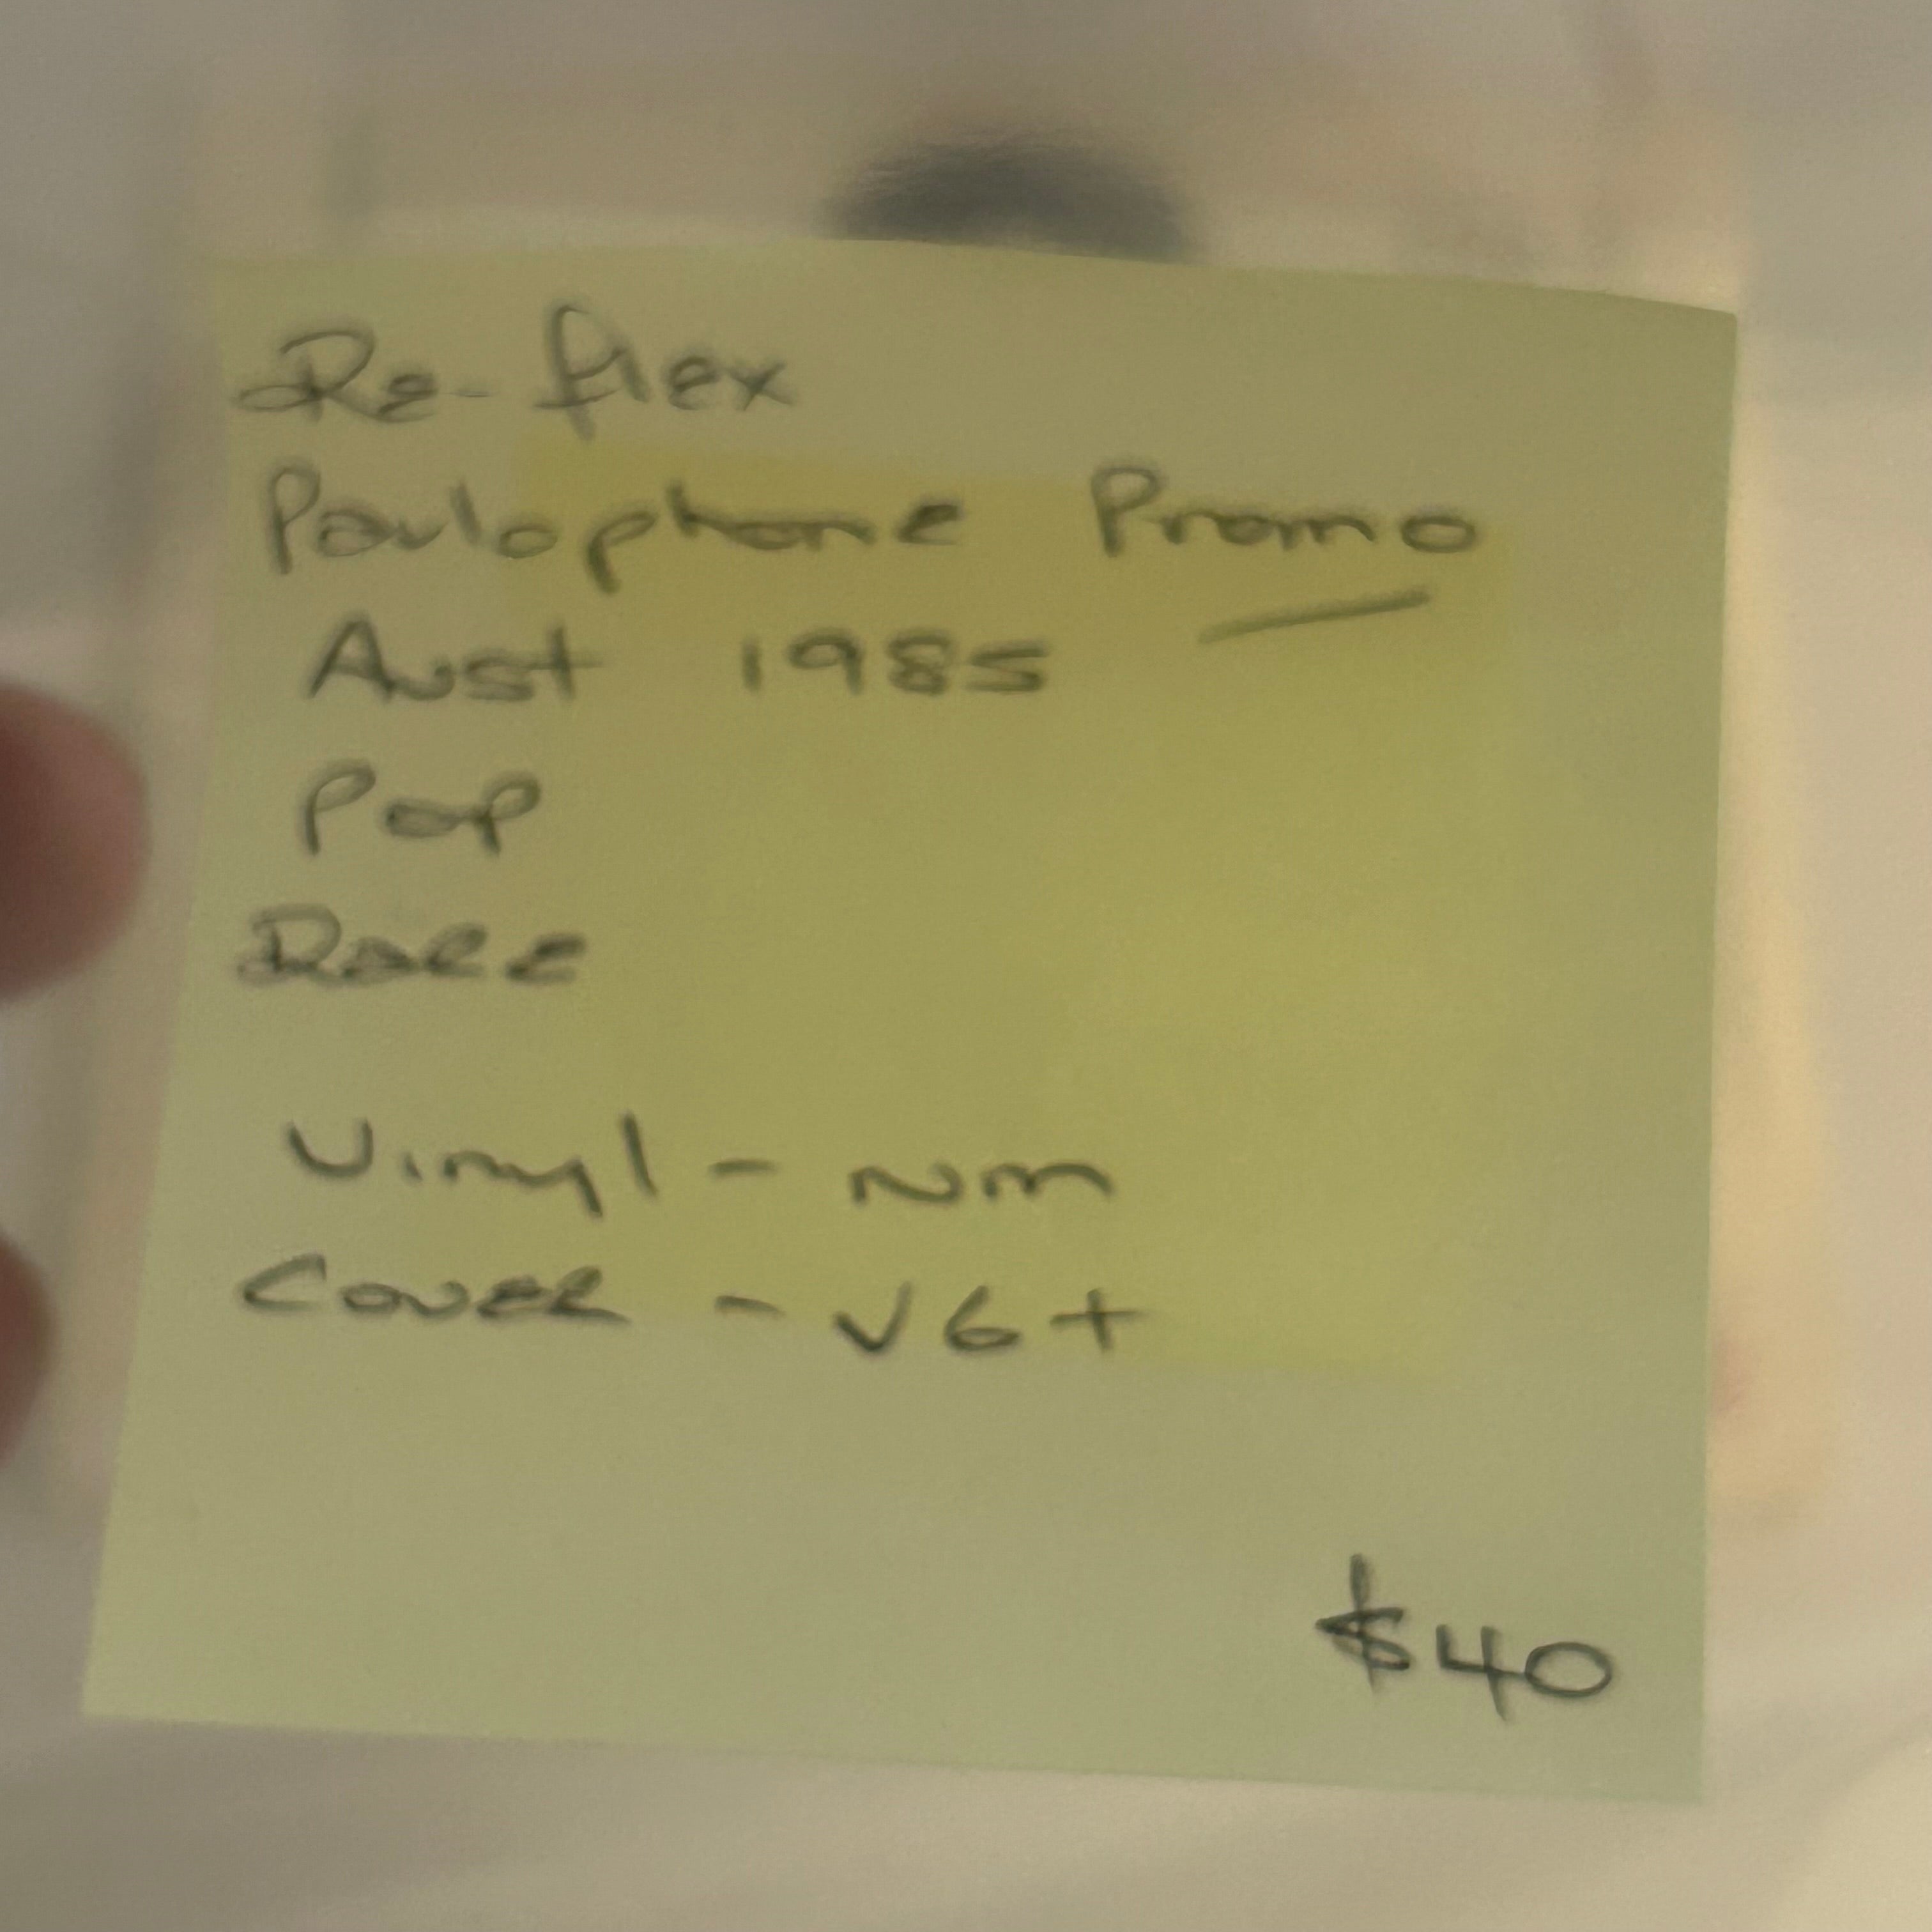 Re-flex
Parlophone Promo
Aust 1985
Pop
Rare
Vinyl - NM
Cover - VG+
$40